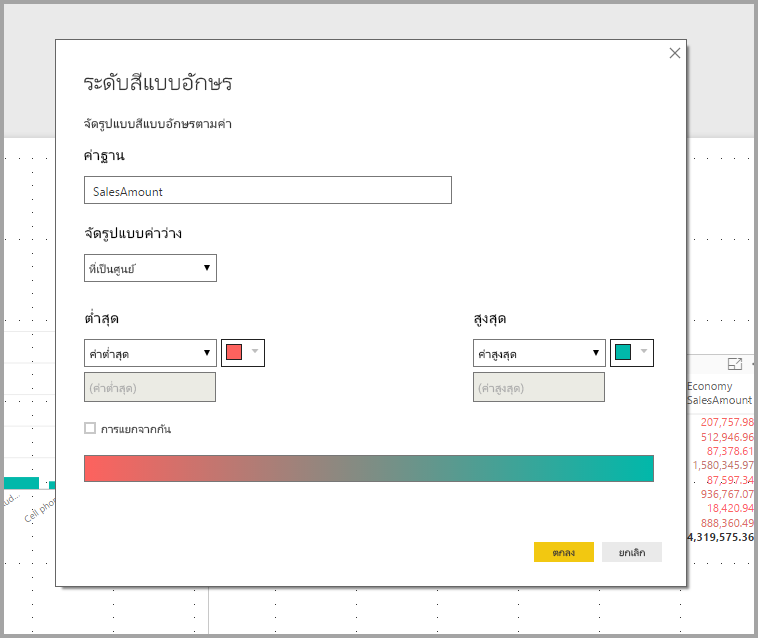 ระดับสีแบบอักษร
จัดรูปแบบสีแบบอักษรตามค่า
ค่าฐาน
SalesAmount
จัดรูปแบบค่าว่าง
ที่เป็นศูนย์
ต่ำสุด
สูงสุด
ค่าต่ำสุด
ค่าสูงสุด
(ค่าต่ำสุด)
(ค่าสูงสุด)
การแยกจากกัน
ตกลง
ยกเลิก
Economy
SalesAmount
207,757.98
512,946.96
87,378.61
1,580,345.97
87,597.34
936,767.07
18,420.94
888,360.49
4,319,575.36
Cell phon